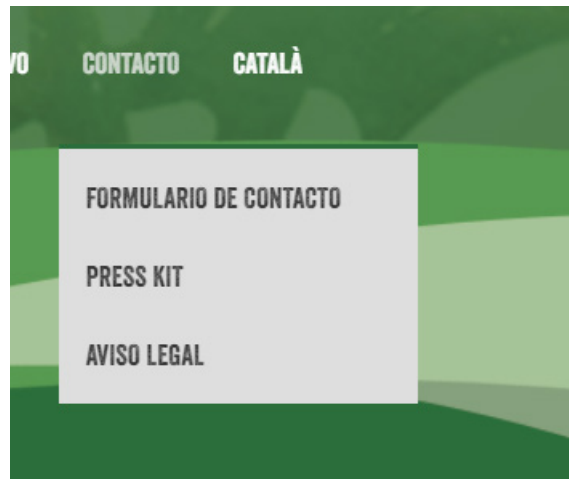 VO CONTACTO CATALÀ
FORMULARIO DE CONTACTO
PRESS KIT
AVISO LEGAL